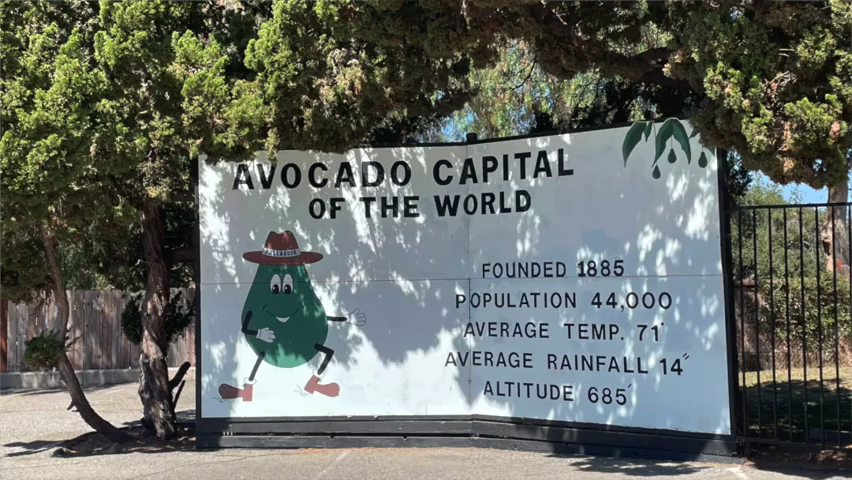 AVOCADO CAPITAL
OF THE WORLD
FOUNDED 1885
POPULATION 44,000
AVERAGE TEMP. 71°
AVERAGE RAINFALL 14"
ALTITUDE 685'